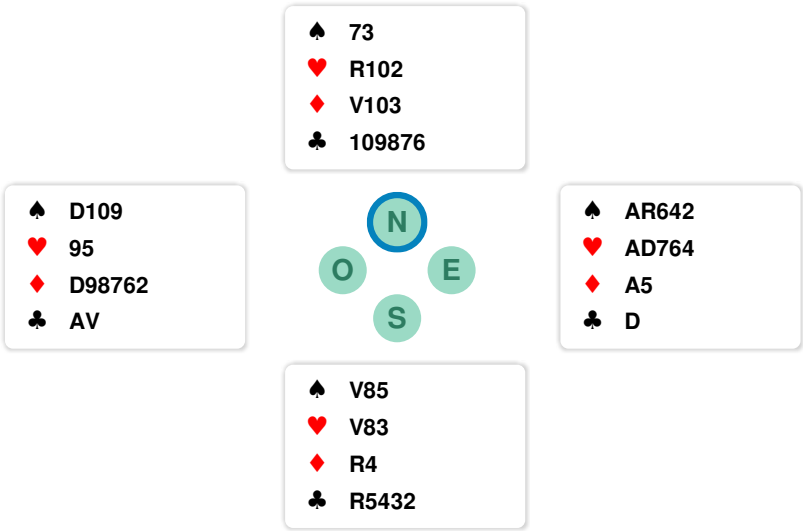 ♠ 73
♥ R102
♦ V103
♣ 109876
♠ D109
♥ 95
♦ D98762
♣ AV
N
O
E
S
♠ AR642
♥ AD764
♦ A5
♣ D
♠ V85
♥ V83
♦ R4
♣ R5432